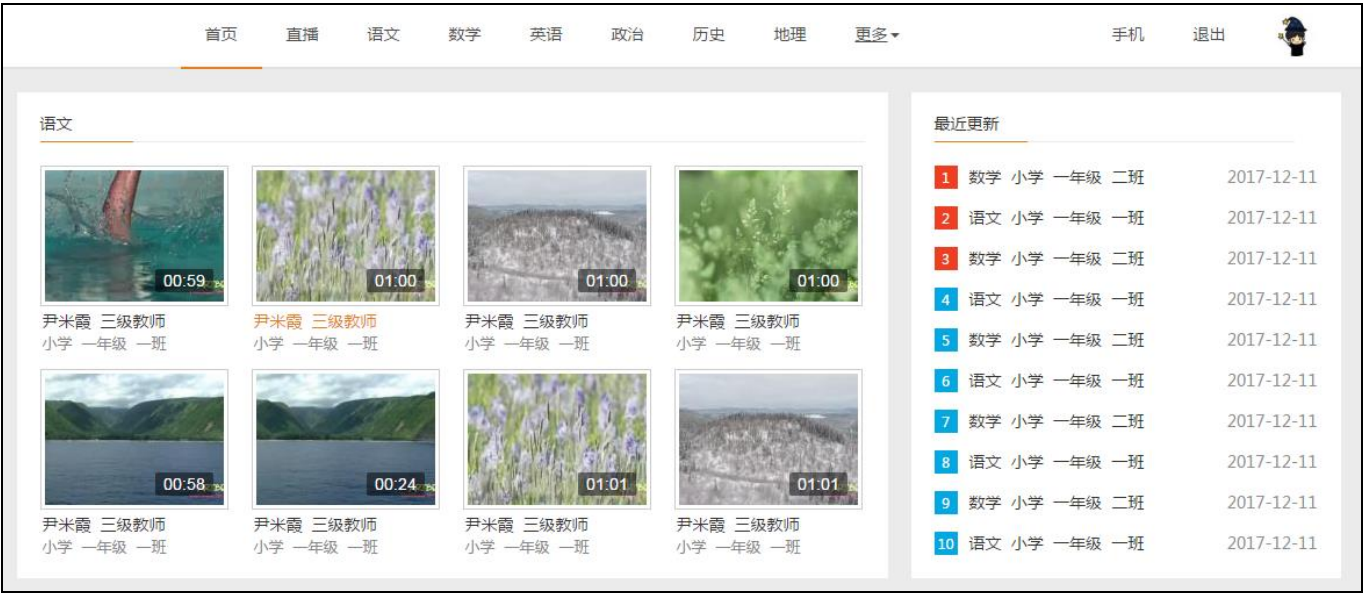 首页 直播 语文 数学 英语 政治 历史 地理 更多 手机 退出
语文
00:59 01:00 01:00 01:00
尹米霞 三级教师 尹米霞 三级教师 尹米霞 三级教师 尹米霞 三级教师
小学 一年级 一班 小学 一年级 一班 小学 一年级 一班 小学 一年级 一班
00:58 00:24 01:01 01:01
尹米霞 三级教师 尹米霞 三级教师 尹米霞 三级教师 尹米霞 三级教师
小学 一年级 一班 小学 一年级 一班 小学 一年级 一班 小学 一年级 一班
最近更新
1 数学 小学 一年级 二班 2017-12-11
2 语文 小学 一年级 一班 2017-12-11
3 数学 小学 一年级 二班 2017-12-11
4 语文 小学 一年级 一班 2017-12-11
5 数学 小学 一年级 二班 2017-12-11
6 语文 小学 一年级 一班 2017-12-11
7 数学 小学 一年级 二班 2017-12-11
8 语文 小学 一年级 一班 2017-12-11
9 数学 小学 一年级 二班 2017-12-11
10 语文 小学 一年级 一班 2017-12-11